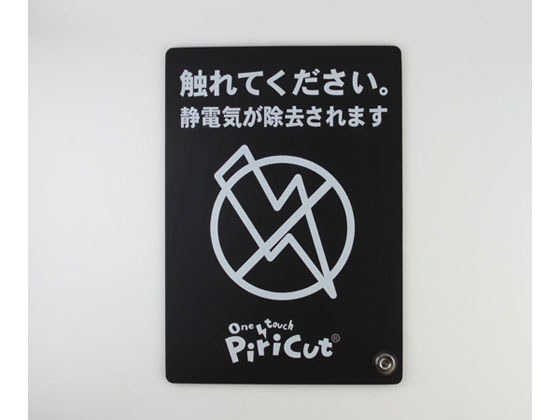 触れてください。
静電気が除去されます
One touch
PiriCut®